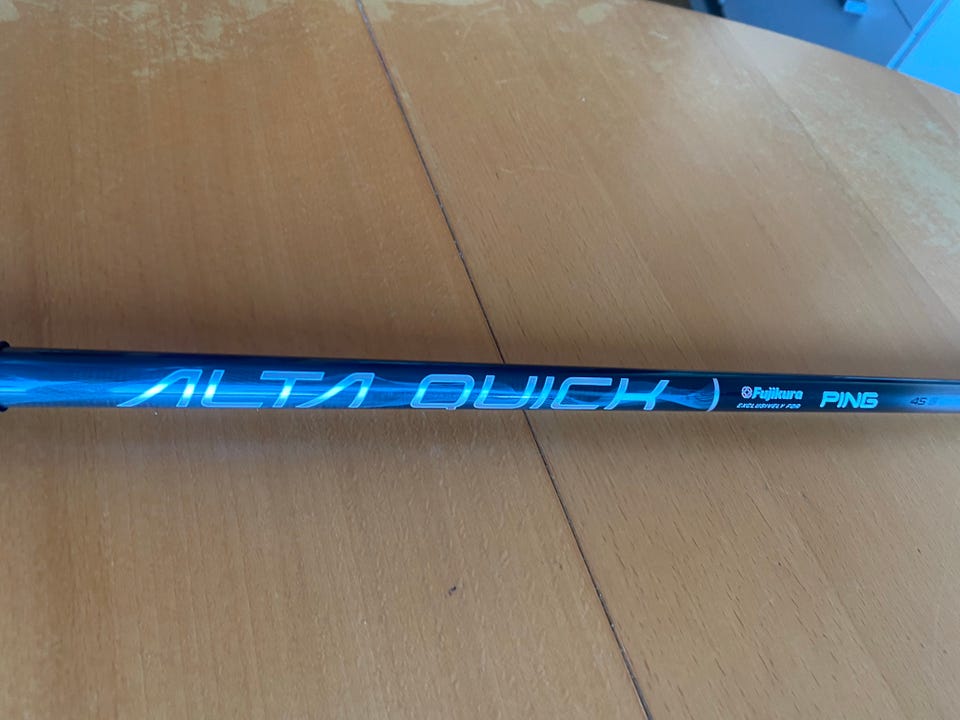 ALTA QUICK
Fujikura
EXCLUSIVELY FOR
PING
45